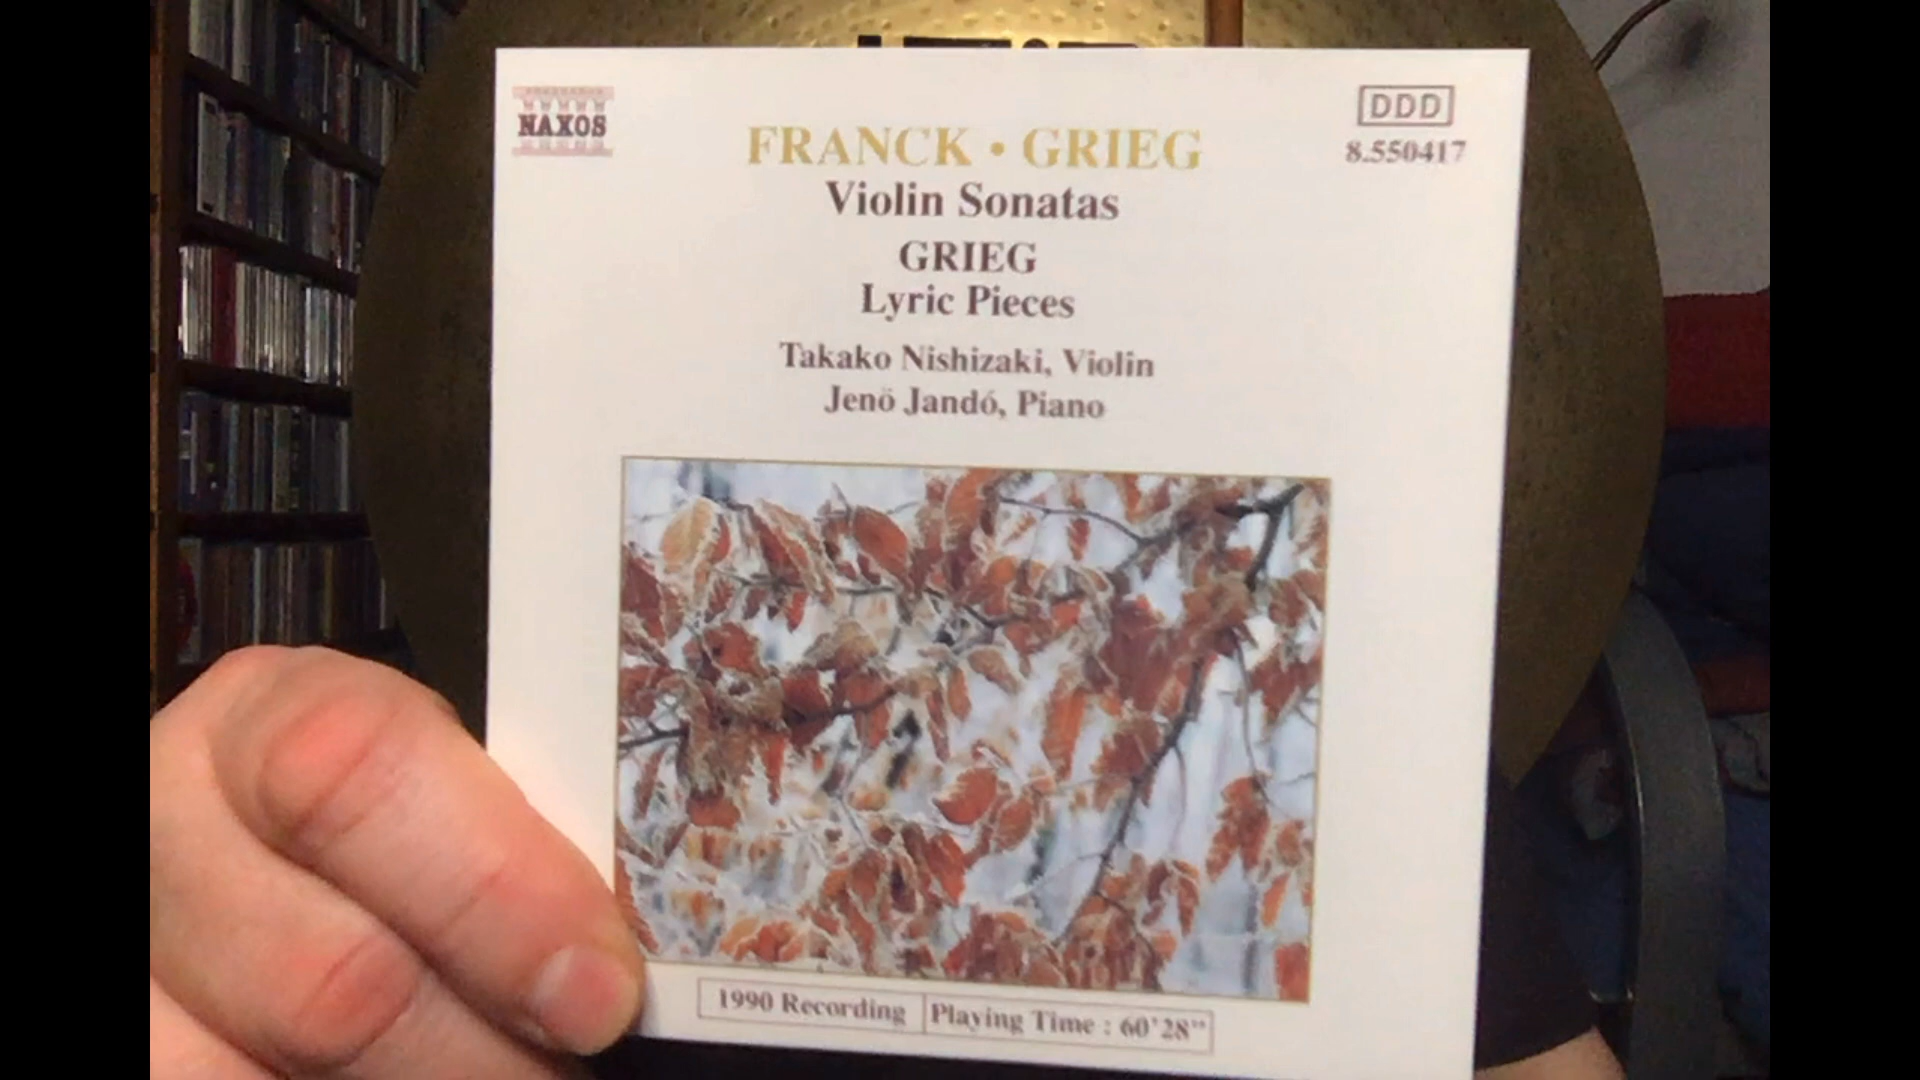 NAXOS
DDD
8.550417
FRANCK • GRIEG
Violin Sonatas
GRIEG
Lyric Pieces
Takako Nishizaki, Violin
Jenö Jandó, Piano
1990 Recording
Playing Time : 60'28"